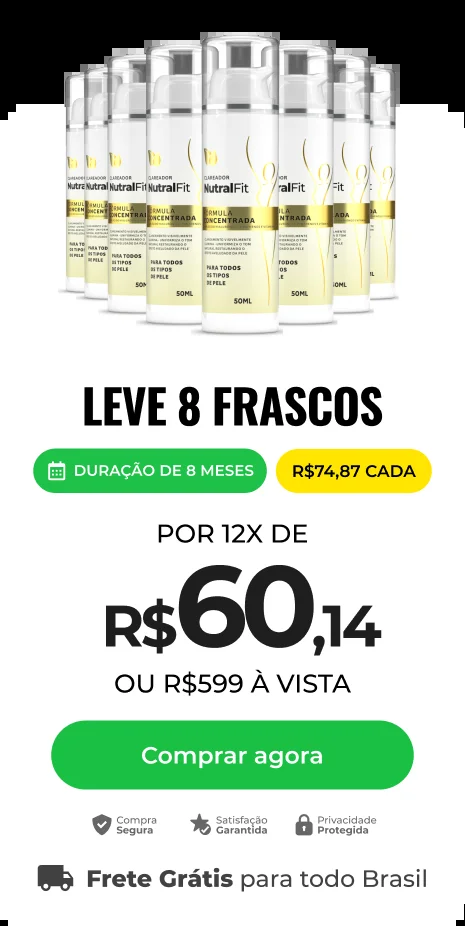 CLAREADOR
NutralFit
FÓRMULA
CONCENTRADA
PARA TODOS
OS TIPOS
DE PELE
50ML
LEVE 8 FRASCOS
DURAÇÃO DE 8 MESES
R$74,87 CADA
POR 12X DE
R$60,14
OU R$599 À VISTA
Comprar agora
Compra
Segura
Satisfação
Garantida
Privacidade
Protegida
Frete Grátis para todo Brasil